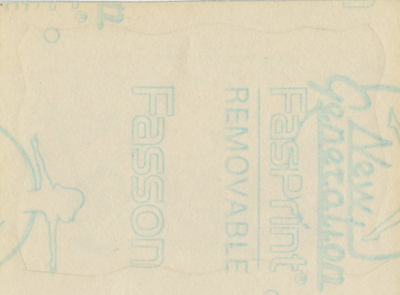 New
Generation
FasPrint®
REMOVABLE
Fasson